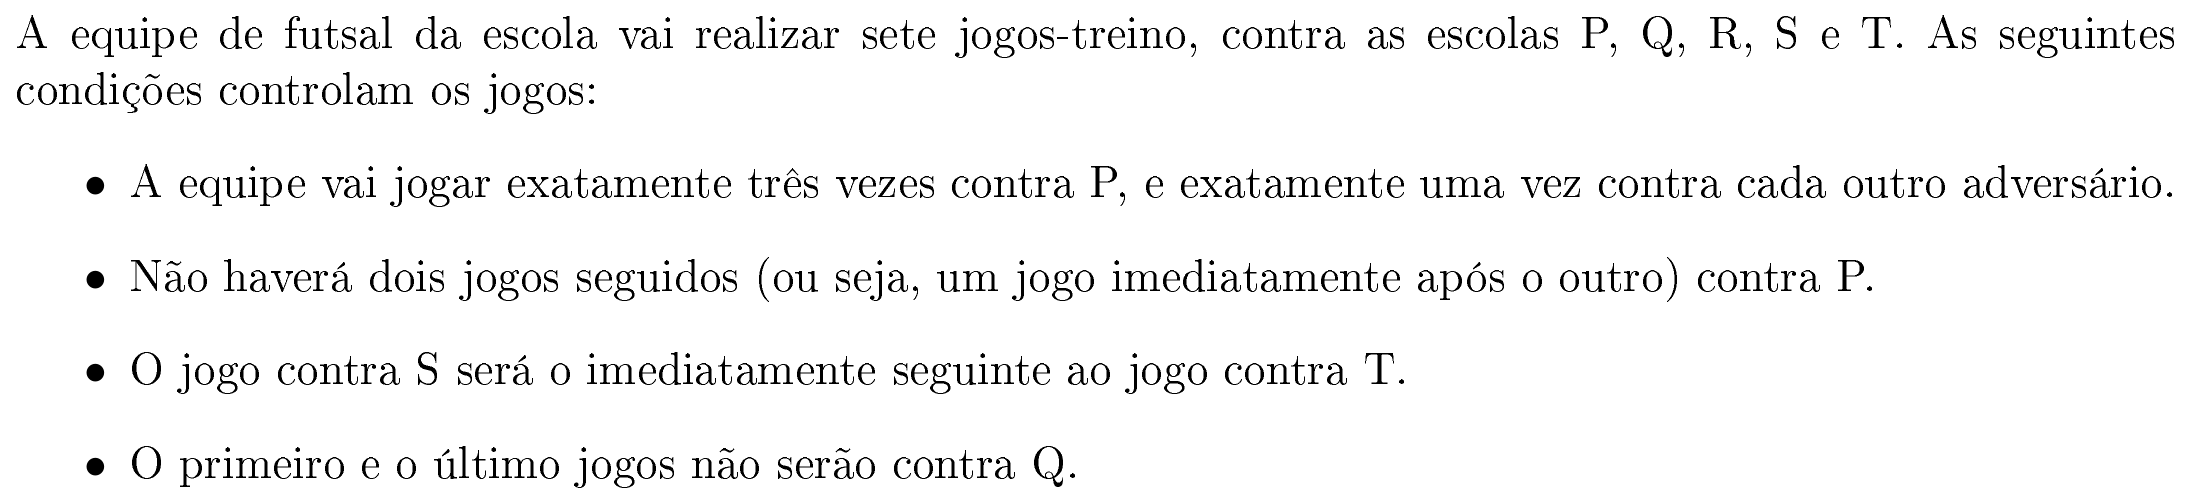 A equipe de futsal da escola vai realizar sete jogos-treino, contra as escolas P, Q, R, S e T. As seguintes
condições controlam os jogos:
• A equipe vai jogar exatamente três vezes contra P, e exatamente uma vez contra cada outro adversário.
• Não haverá dois jogos seguidos (ou seja, um jogo imediatamente após o outro) contra P.
• O jogo contra S será o imediatamente seguinte ao jogo contra T.
• O primeiro e o último jogos não serão contra Q.